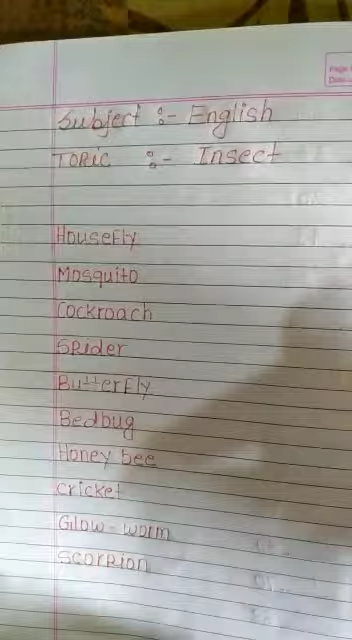 Subject :- English
Topic :- Insect
Housefly
Mosquito
Cockroach
Spider
Butterfly
Bedbug
Honey bee
cricket
Glow-worm
Scorpion